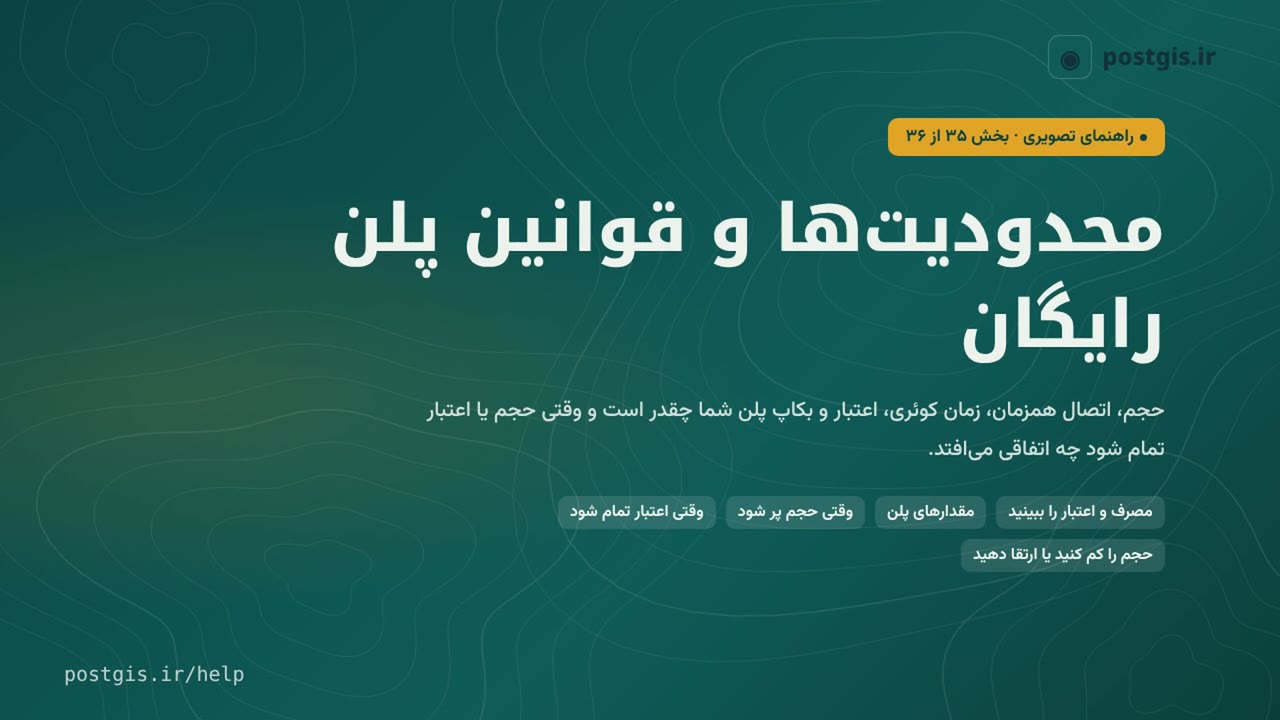 postgis.ir
راهنمای تصویری · بخش ۳۵ از ۳۶
محدودیت‌ها و قوانین پلن
رایگان
حجم، اتصال همزمان، زمان کوئری، اعتبار و بکاپ پلن شما چقدر است و وقتی حجم یا اعتبار
تمام شود چه اتفاقی می‌افتد.
مصرف و اعتبار را ببینید مقدارهای پلن وقتی حجم پر شود وقتی اعتبار تمام شود
حجم را کم کنید یا ارتقا دهید
postgis.ir/help